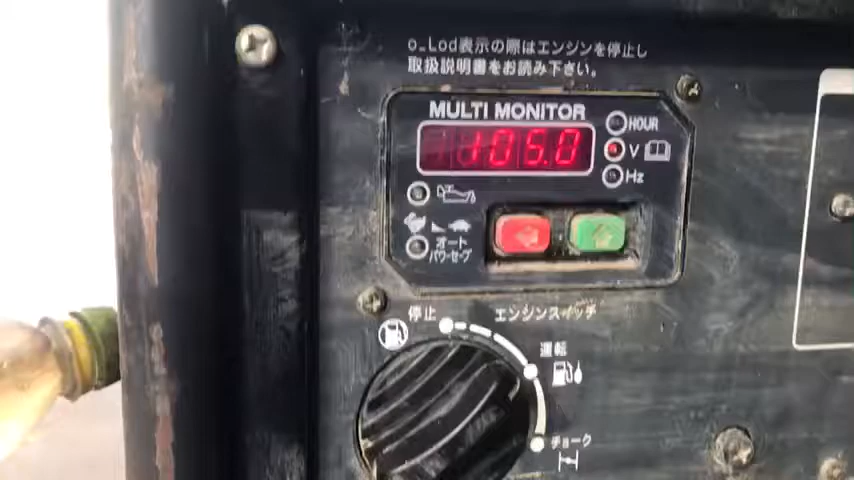 o_Lod表示の際はエンジンを停止し
取扱説明書をお読み下さい。
MULTI MONITOR
105.0
HOUR
V
Hz
オート
パワーセーブ
停止
エンジンスイッチ
運転
チョーク